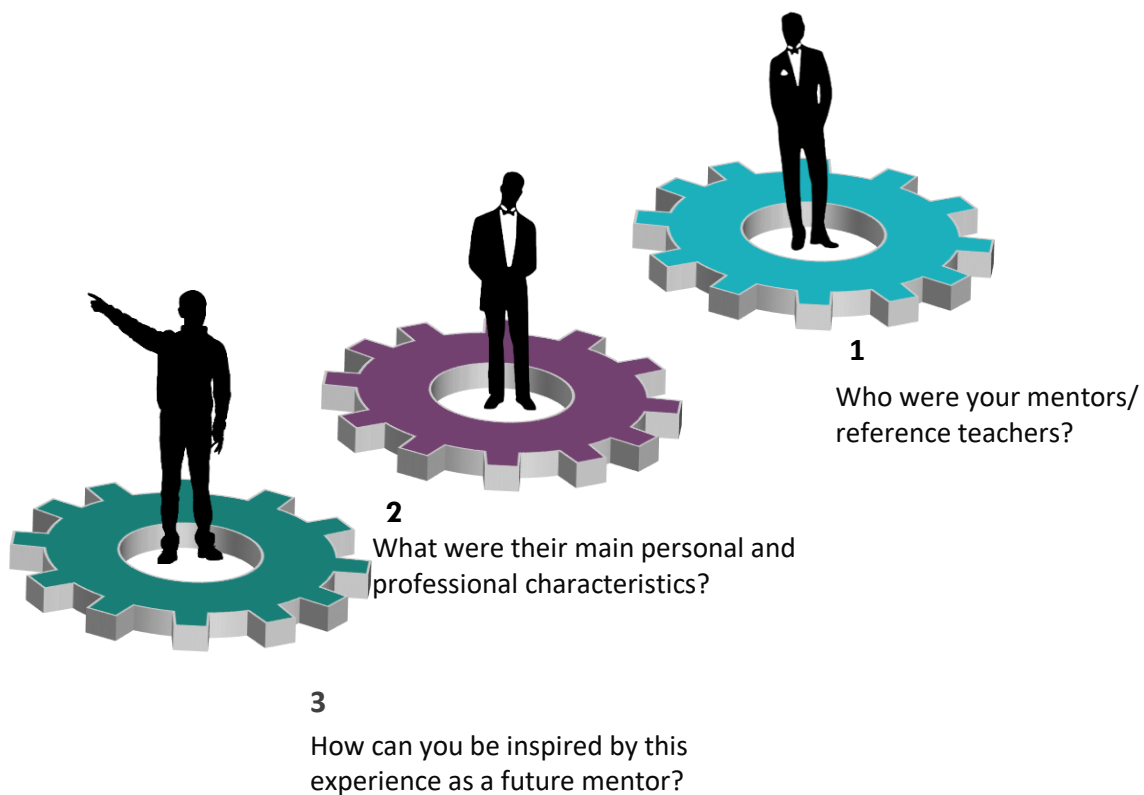 1
Who were your mentors/
reference teachers?
2
What were their main personal and
professional characteristics?
3
How can you be inspired by this
experience as a future mentor?